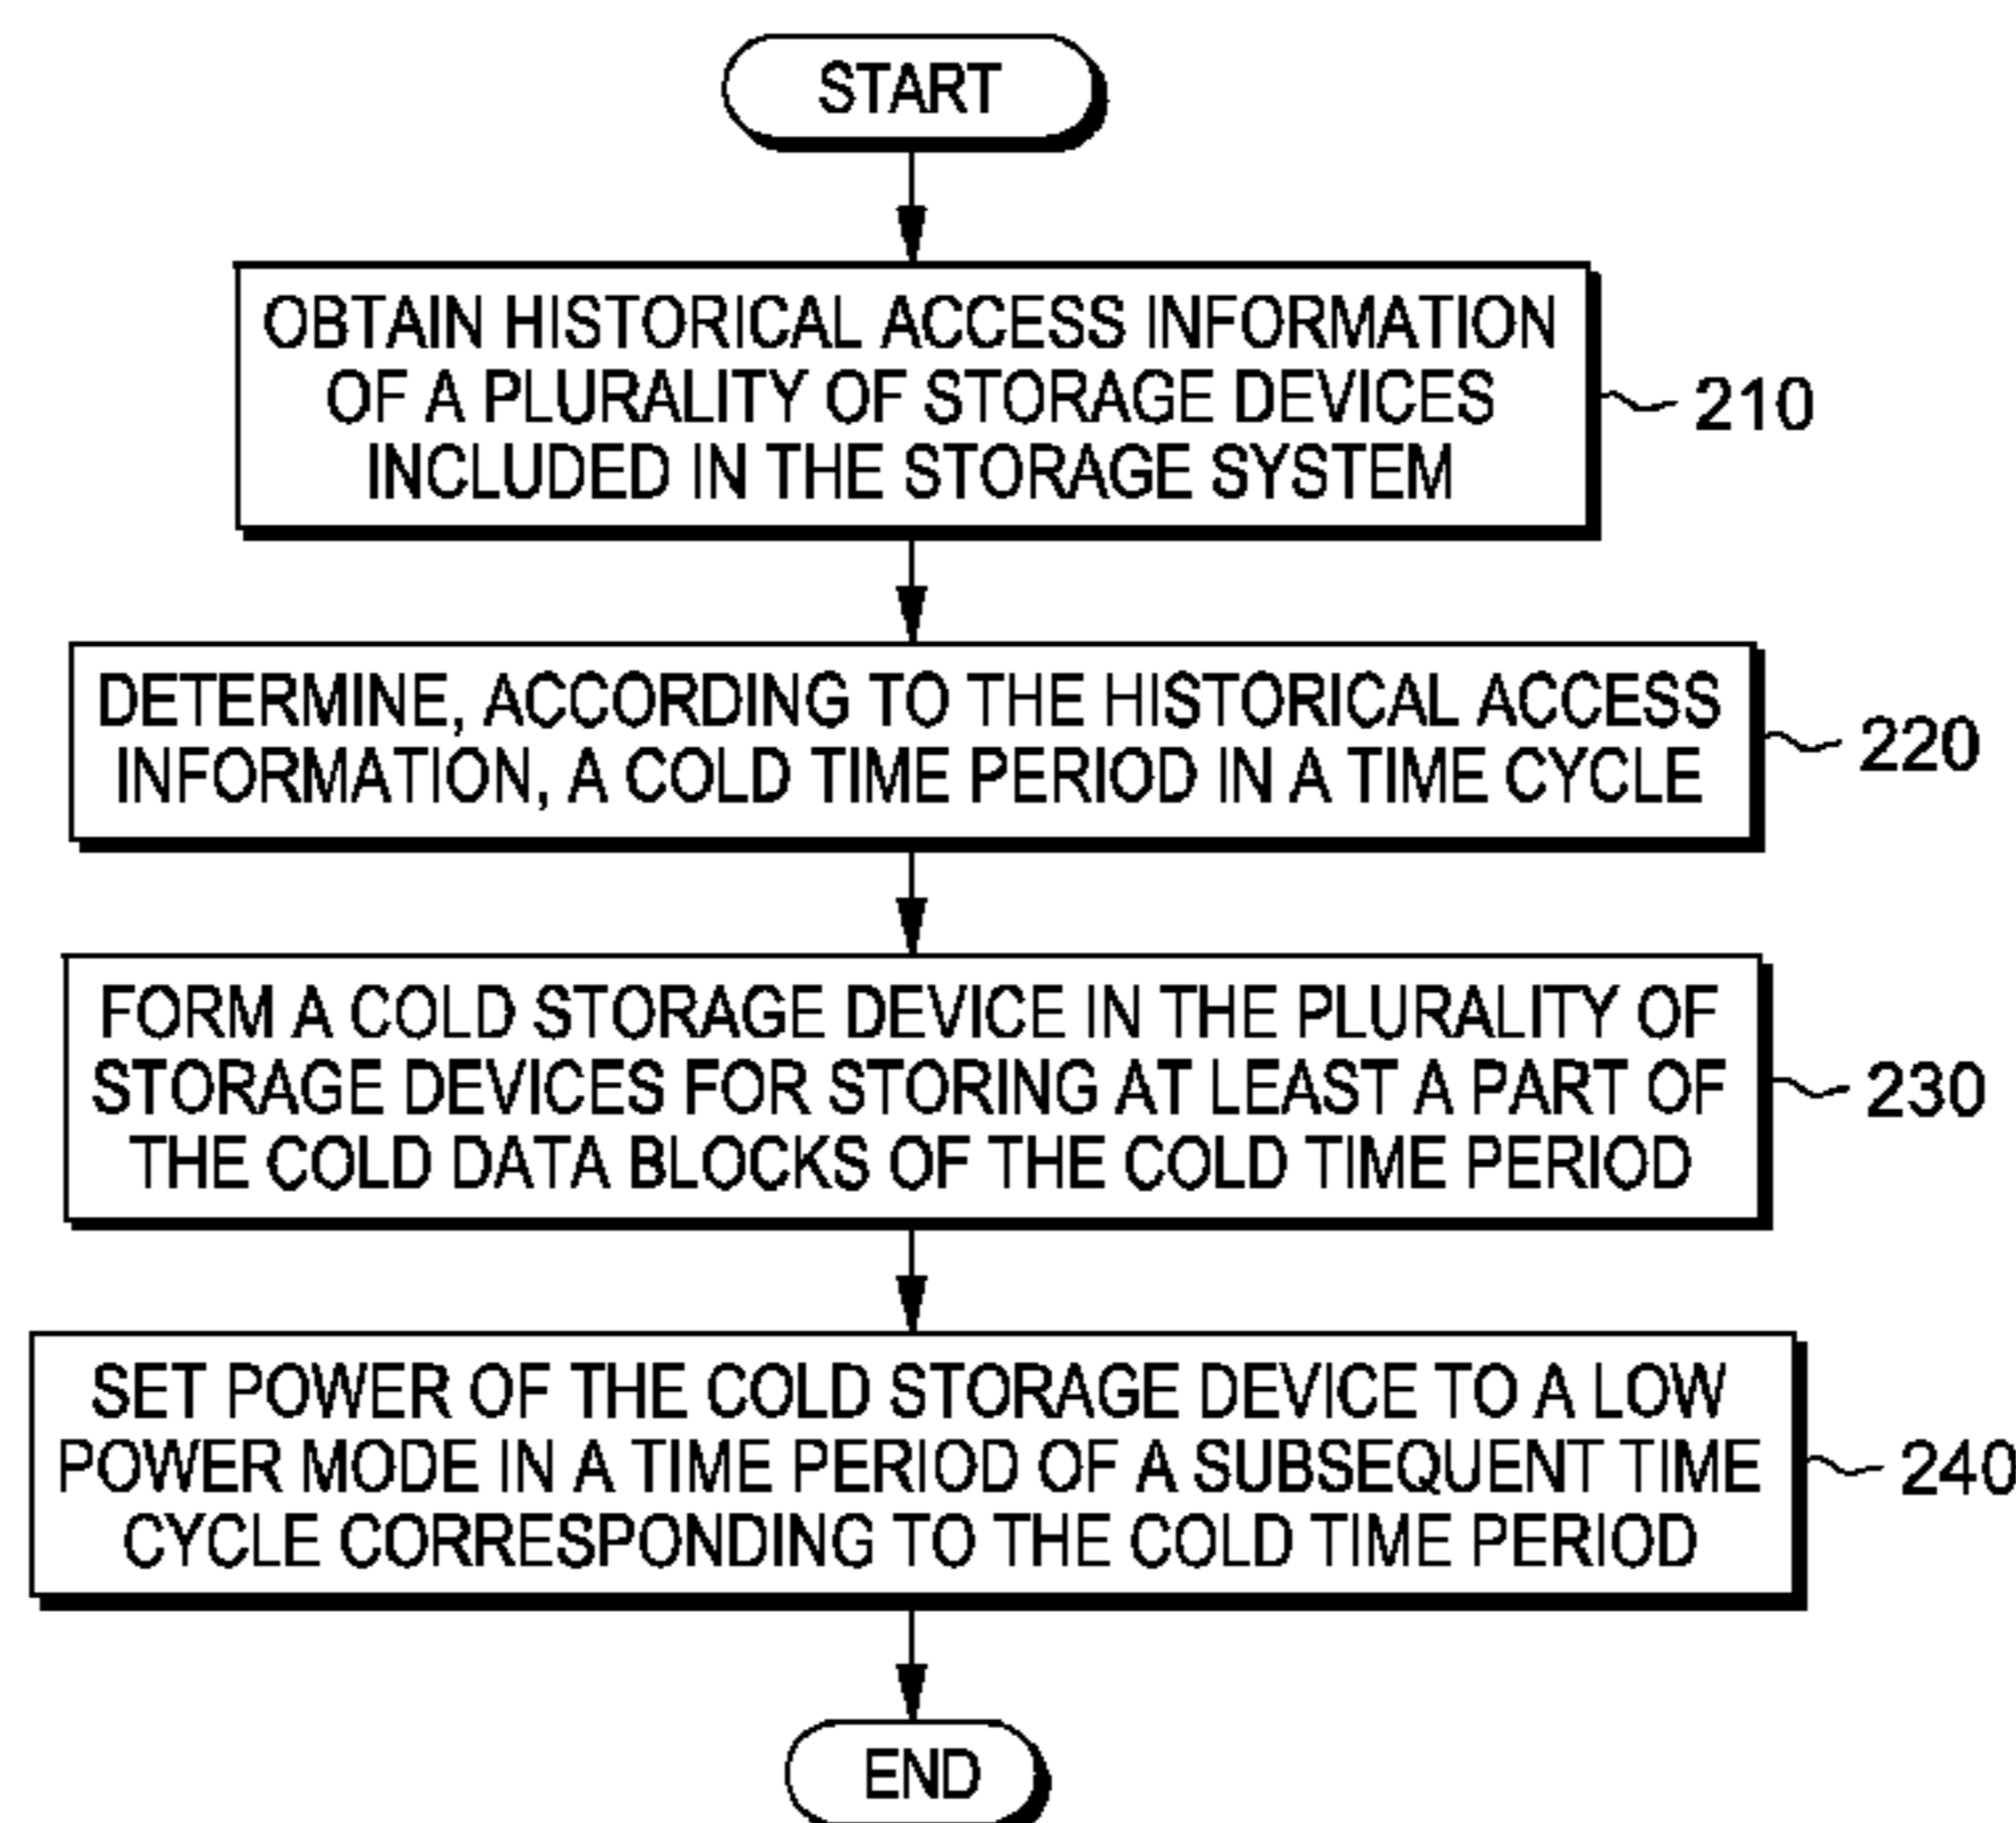 START
OBTAIN HISTORICAL ACCESS INFORMATION
OF A PLURALITY OF STORAGE DEVICES
INCLUDED IN THE STORAGE SYSTEM
210
DETERMINE, ACCORDING TO THE HISTORICAL ACCESS
INFORMATION, A COLD TIME PERIOD IN A TIME CYCLE
220
FORM A COLD STORAGE DEVICE IN THE PLURALITY OF
STORAGE DEVICES FOR STORING AT LEAST A PART OF
THE COLD DATA BLOCKS OF THE COLD TIME PERIOD
230
SET POWER OF THE COLD STORAGE DEVICE TO A LOW
POWER MODE IN A TIME PERIOD OF A SUBSEQUENT TIME
CYCLE CORRESPONDING TO THE COLD TIME PERIOD
240
END